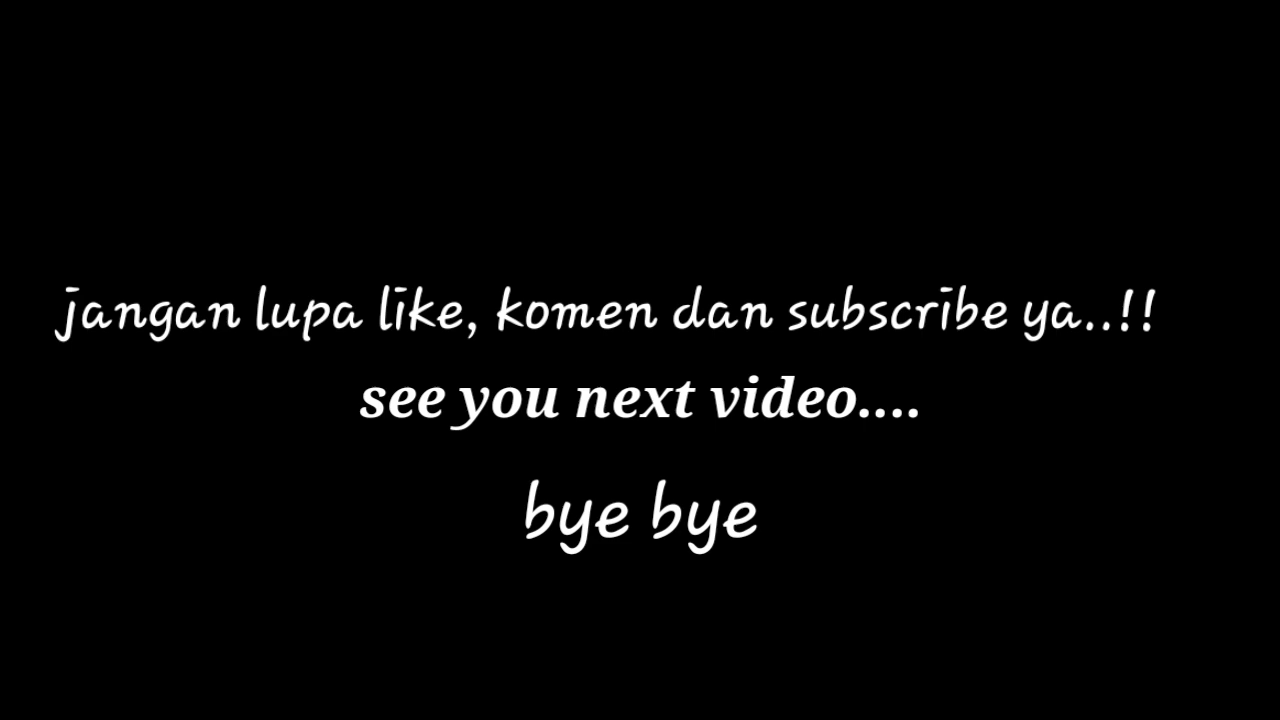 jangan lupa like, komen dan subscribe ya..!!
see you next video....
bye bye